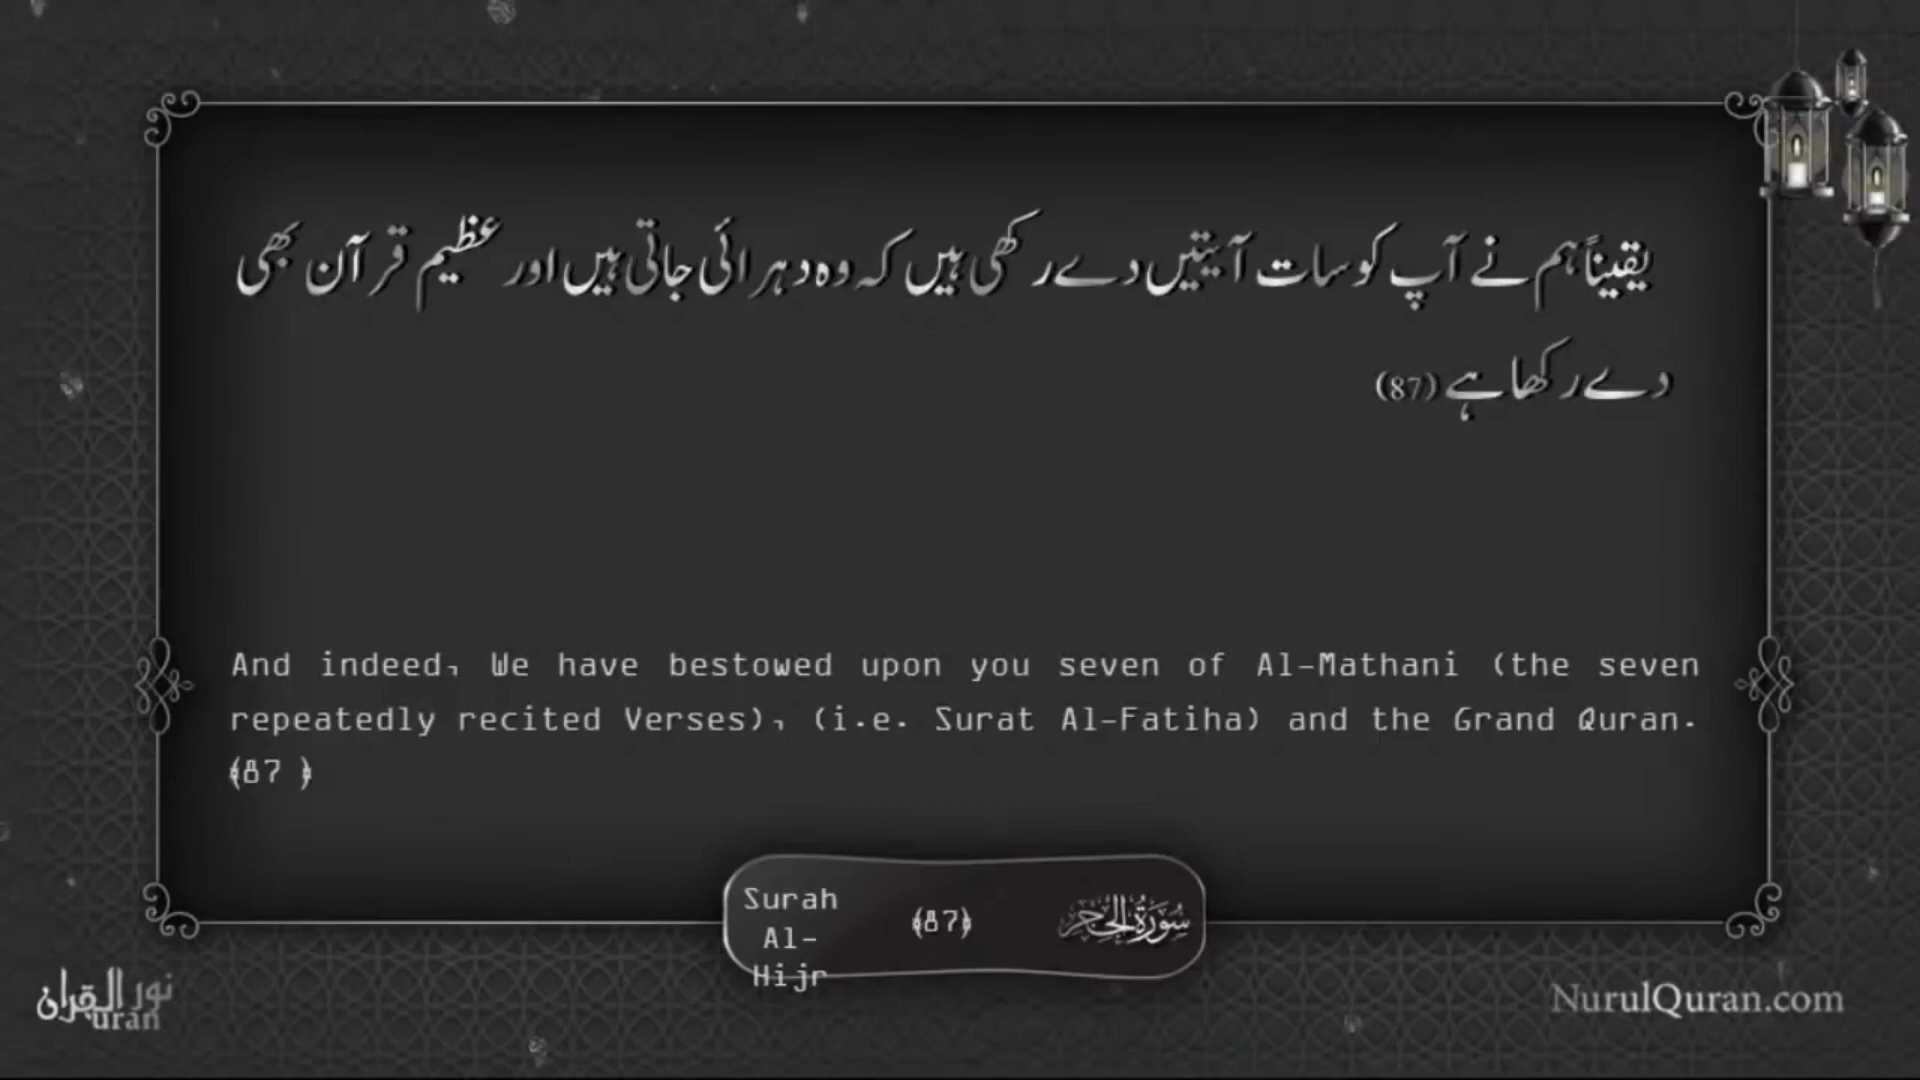 یقیناً ہم نے آپ کو سات آیتیں دے رکھی ہیں کہ وہ دہرائی جاتی ہیں اور عظیم قرآن بھی
دے رکھا ہے (87)
And indeed, We have bestowed upon you seven of Al-Mathani (the seven
repeatedly recited Verses), (i.e. Surat Al-Fatiha) and the Grand Quran.
﴾87 ﴿
Surah
Al-
Hijr
﴾87﴿
سُورَةُ الحِجر
نور القرآن
uran
NurulQuran.com